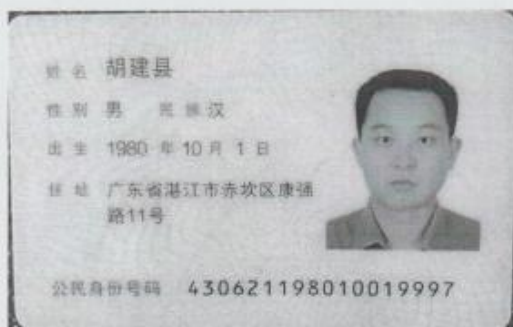 姓名 胡建县
性别 男 民族 汉
出生 1980 年 10 月 1 日
住址 广东省湛江市赤坎区康强
路11号
公民身份号码 430621198010019997